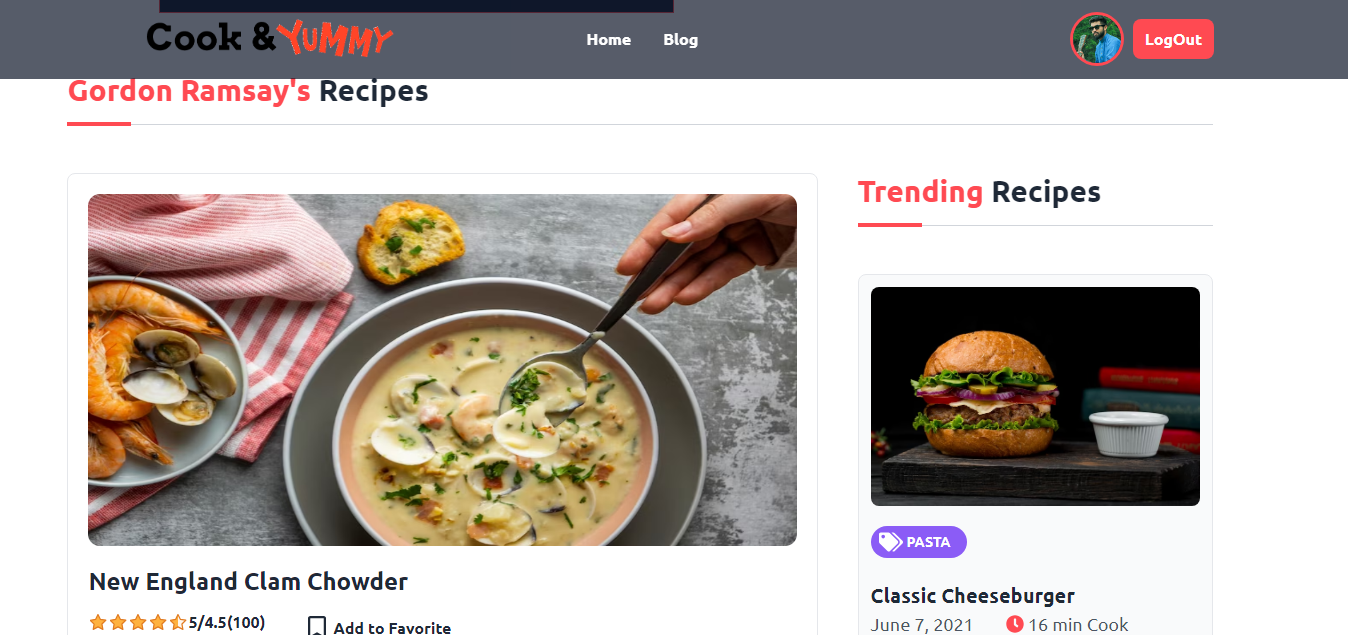 Cook & YUMMY
Home
Blog
LogOut
Gordon Ramsay's Recipes
Trending Recipes
PASTA
New England Clam Chowder
Classic Cheeseburger
5/4.5(100)
Add to Favorite
June 7, 2021
16 min Cook